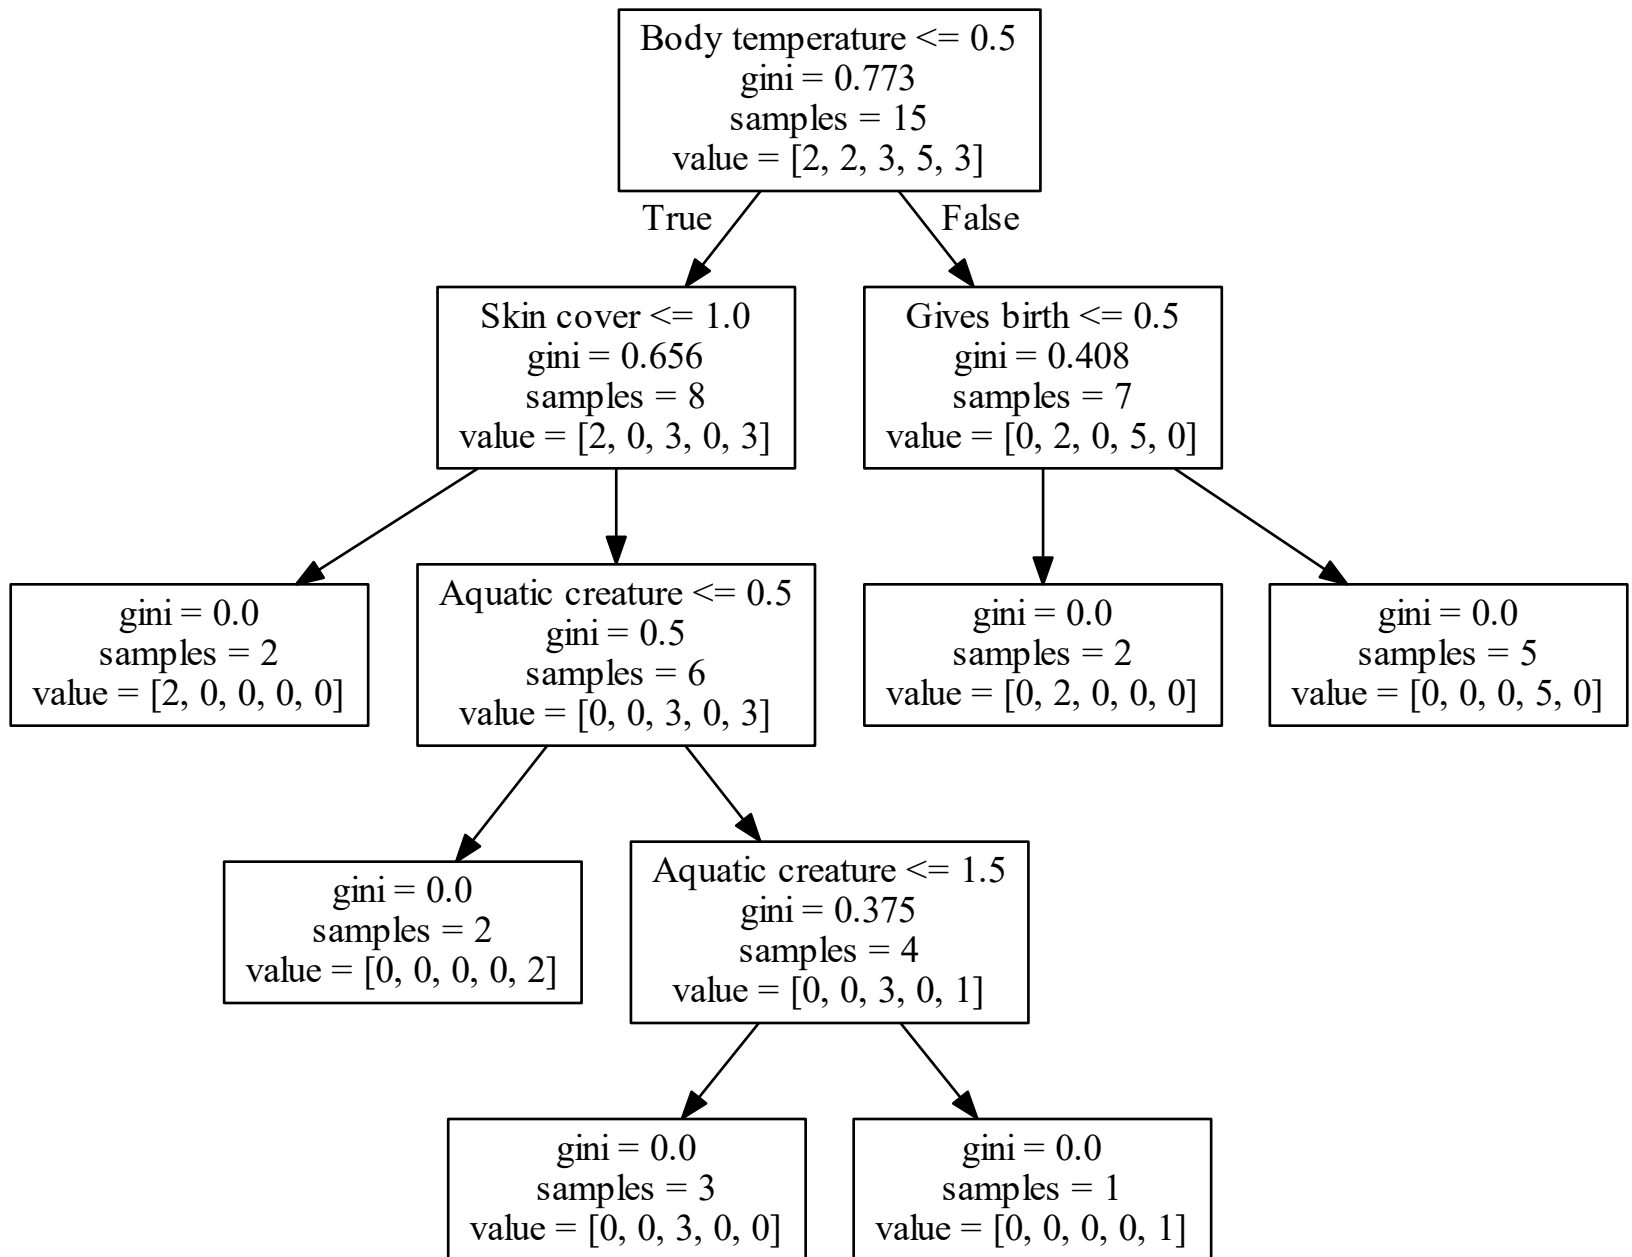 Body temperature <= 0.5
gini = 0.773
samples = 15
value = [2, 2, 3, 5, 3]
True
False
Skin cover <= 1.0
gini = 0.656
samples = 8
value = [2, 0, 3, 0, 3]
Gives birth <= 0.5
gini = 0.408
samples = 7
value = [0, 2, 0, 5, 0]
gini = 0.0
samples = 2
value = [2, 0, 0, 0, 0]
Aquatic creature <= 0.5
gini = 0.5
samples = 6
value = [0, 0, 3, 0, 3]
gini = 0.0
samples = 2
value = [0, 2, 0, 0, 0]
gini = 0.0
samples = 5
value = [0, 0, 0, 5, 0]
gini = 0.0
samples = 2
value = [0, 0, 0, 0, 2]
Aquatic creature <= 1.5
gini = 0.375
samples = 4
value = [0, 0, 3, 0, 1]
gini = 0.0
samples = 3
value = [0, 0, 3, 0, 0]
gini = 0.0
samples = 1
value = [0, 0, 0, 0, 1]